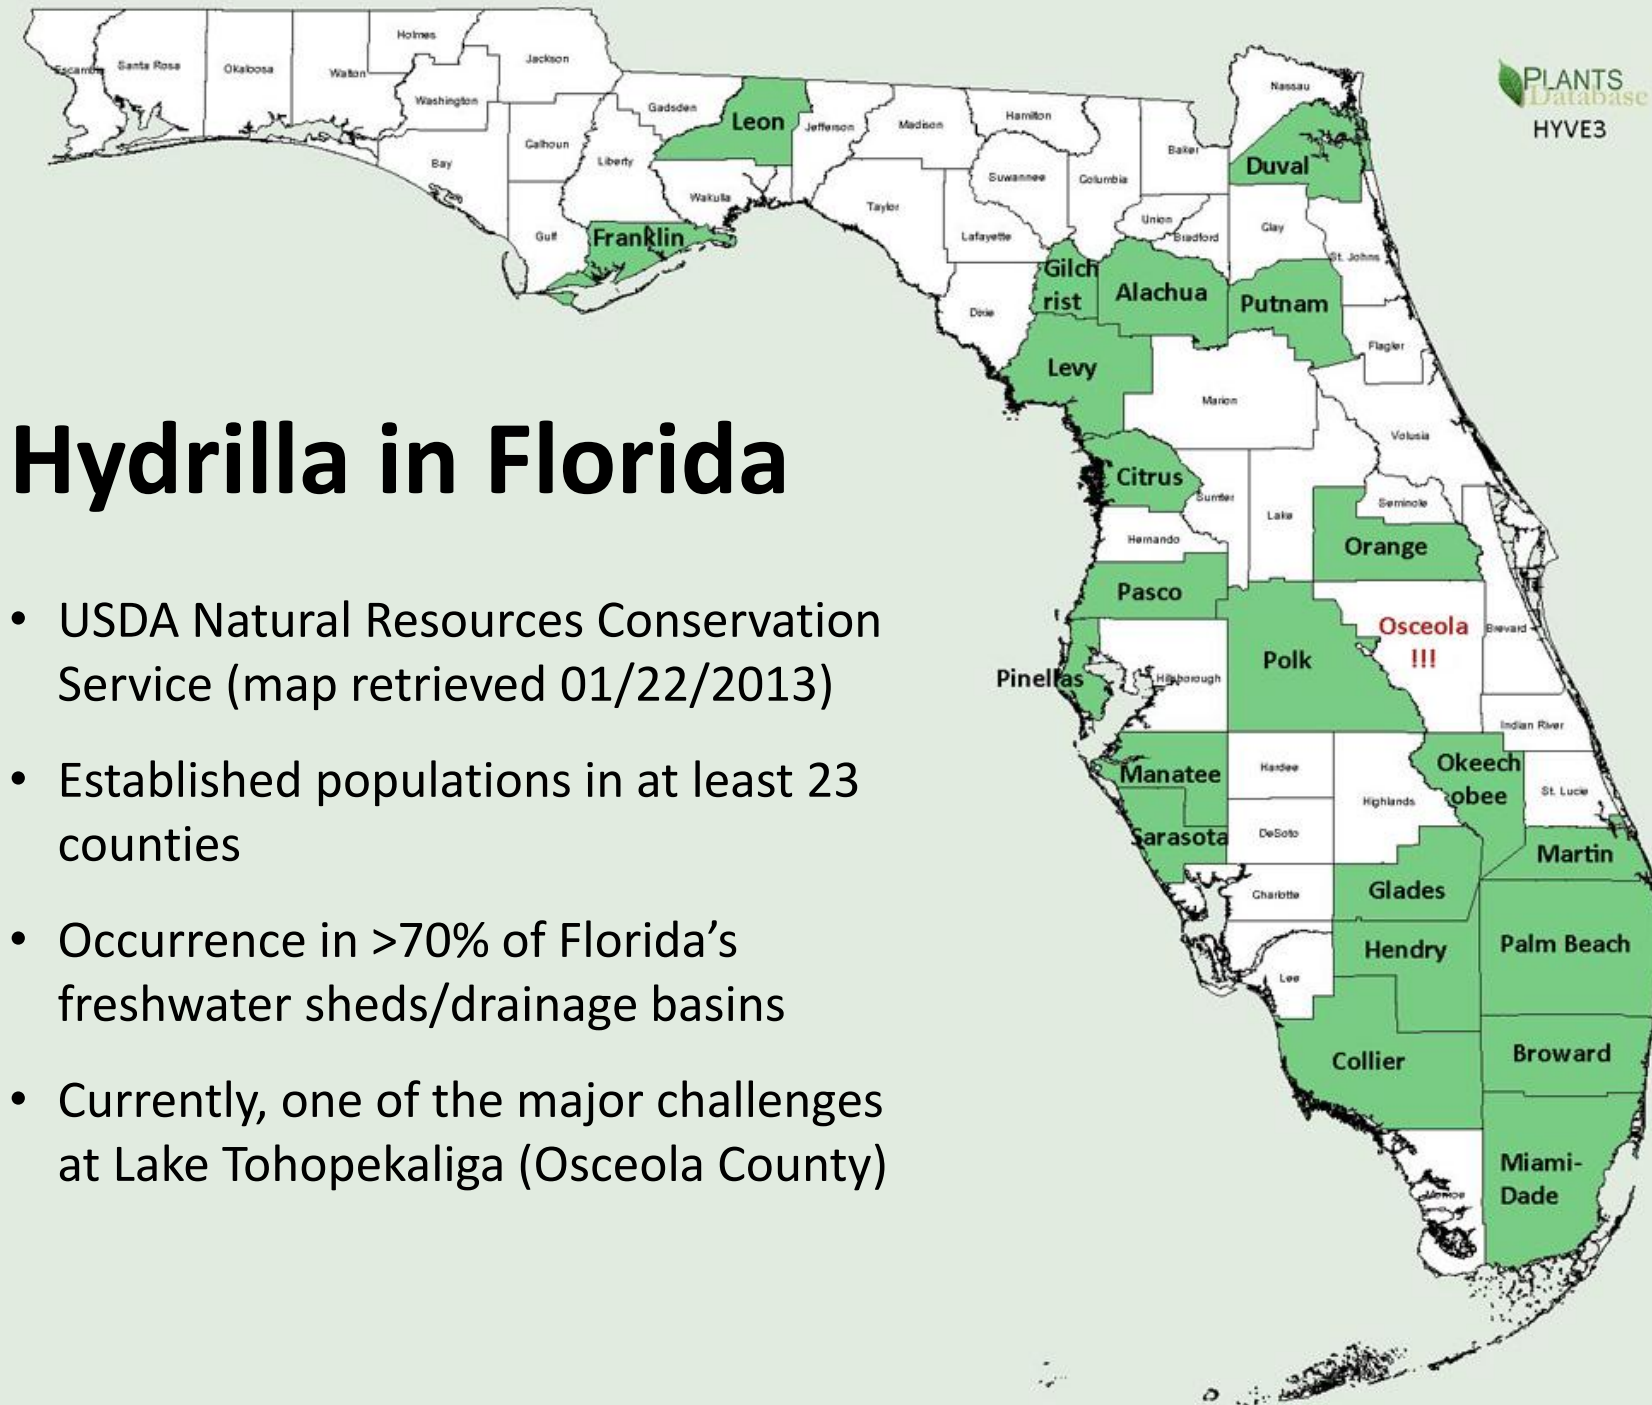 Hydrilla in Florida
• USDA Natural Resources Conservation
Service (map retrieved 01/22/2013)
• Established populations in at least 23
counties
• Occurrence in >70% of Florida’s
freshwater sheds/drainage basins
• Currently, one of the major challenges
at Lake Tohopekaliga (Osceola County)
PLANTS
Database
HYVE3
Escambia
Santa Rosa
Okaloosa
Walton
Holmes
Washington
Jackson
Bay
Calhoun
Gulf
Liberty
Gadsden
Franklin
Leon
Wakulla
Jefferson
Madison
Taylor
Hamilton
Suwannee
Lafayette
Columbia
Dixie
Baker
Union
Bradford
Nassau
Duval
Clay
St. Johns
Gilch
rist
Alachua
Putnam
Flagler
Levy
Marion
Volusia
Citrus
Sumter
Lake
Seminole
Orange
Hernando
Pasco
Pinellas
Hillsborough
Polk
Osceola
!!!
Brevard
Indian River
Manatee
Hardee
Highlands
Okeech
obee
St. Lucie
Sarasota
DeSoto
Martin
Charlotte
Glades
Lee
Hendry
Palm Beach
Collier
Broward
Monroe
Miami-
Dade